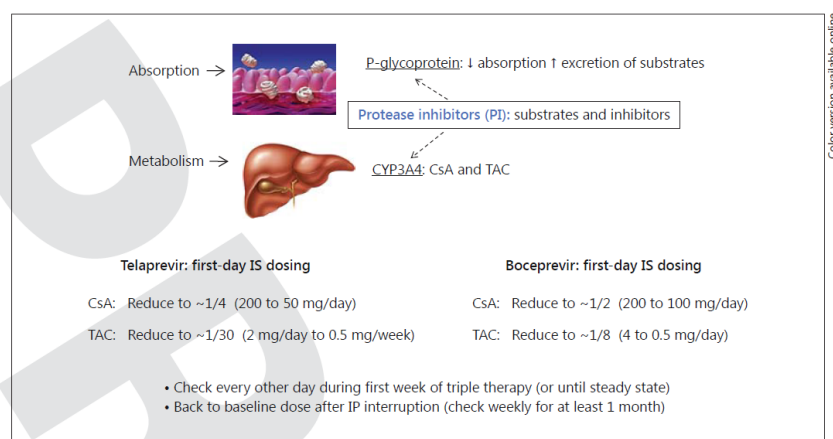 Absorption →
P-glycoprotein: ↓ absorption ↑ excretion of substrates
Protease inhibitors (PI): substrates and inhibitors
Metabolism →
CYP3A4: CsA and TAC
Telaprevir: first-day IS dosing
CsA: Reduce to ~1/4 (200 to 50 mg/day)
TAC: Reduce to ~1/30 (2 mg/day to 0.5 mg/week)
Boceprevir: first-day IS dosing
CsA: Reduce to ~1/2 (200 to 100 mg/day)
TAC: Reduce to ~1/8 (4 to 0.5 mg/day)
• Check every other day during first week of triple therapy (or until steady state)
• Back to baseline dose after IP interruption (check weekly for at least 1 month)
Color version available online